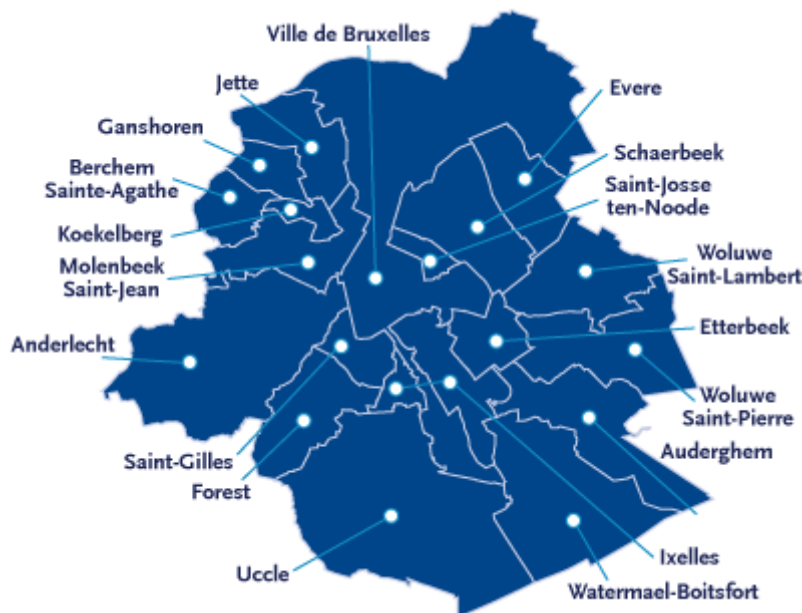 Ville de Bruxelles
Jette
Evere
Ganshoren
Schaerbeek
Berchem
Sainte-Agathe
Saint-Josse
ten-Noode
Koekelberg
Molenbeek
Saint-Jean
Woluwe
Saint-Lambert
Anderlecht
Etterbeek
Woluwe
Saint-Pierre
Auderghem
Saint-Gilles
Forest
Ixelles
Uccle
Watermael-Boitsfort